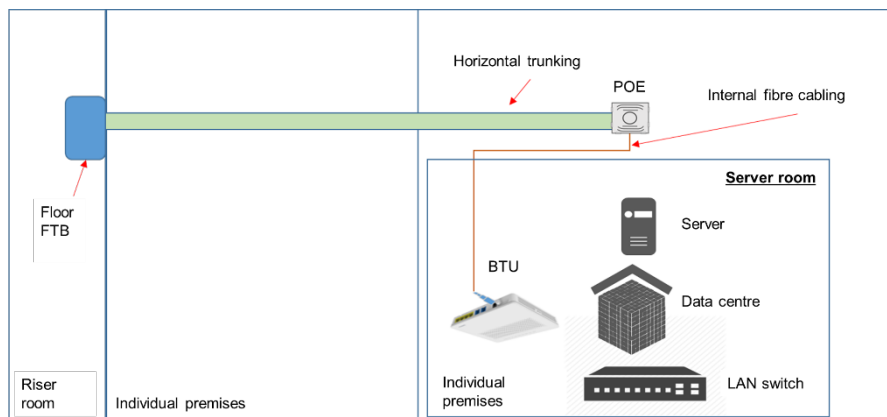 Horizontal trunking
POE
Internal fibre cabling
Server room
Floor
FTB
Server
BTU
Data centre
LAN switch
Riser
room
Individual premises
Individual
premises